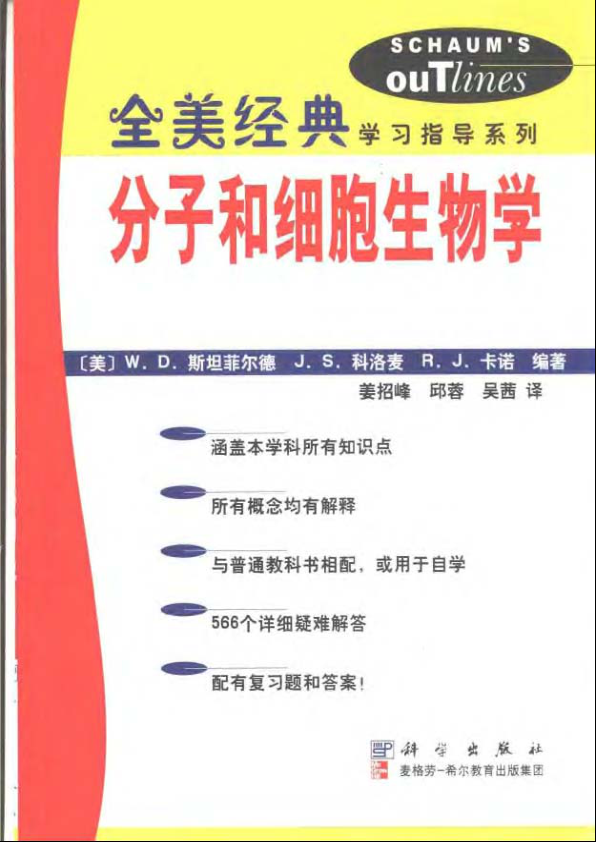 SCHAUM'S
ouTlines
全美经典 学习指导系列
分子和细胞生物学
〔美〕W. D. 斯坦菲尔德 J. S. 科洛麦 R. J. 卡诺 编著
姜招峰 邱蓉 吴茜 译
涵盖本学科所有知识点
所有概念均有解释
与普通教科书相配，或用于自学
566个详细疑难解答
配有复习题和答案!
科学出版社
麦格劳-希尔教育出版集团